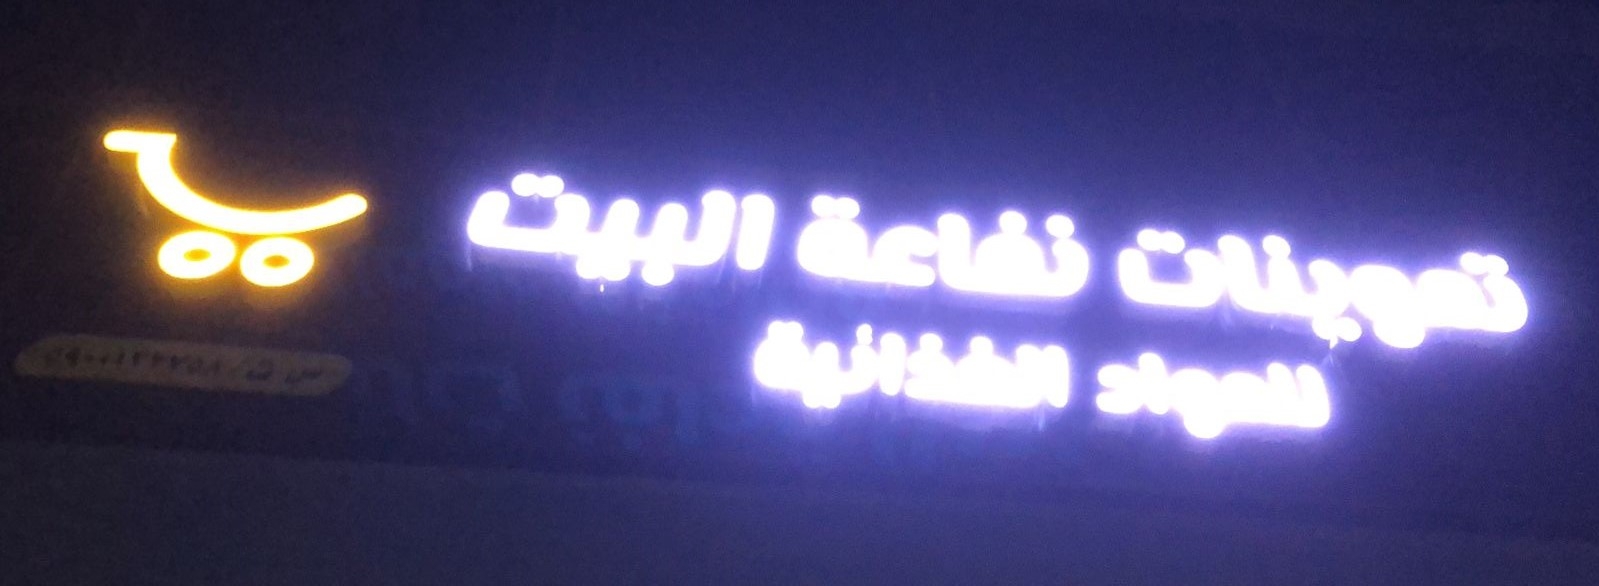 تموينات نفاعة البيت
للمواد الغذائية
س ت /